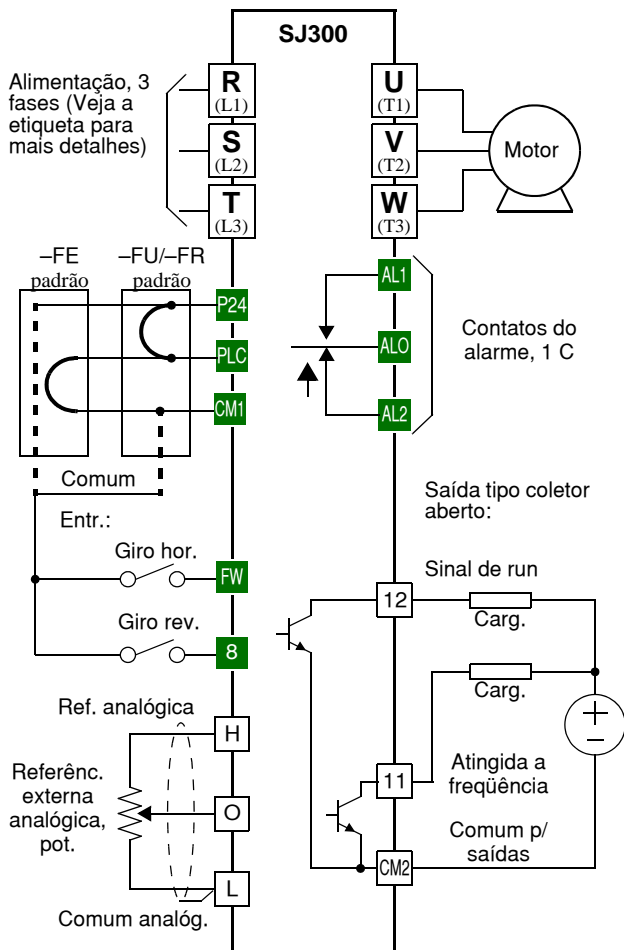 SJ300
Alimentação, 3
fases (Veja a
etiqueta para
mais detalhes)
R
(L1)
S
(L2)
T
(L3)
U
(T1)
V
(T2)
W
(T3)
Motor
–FE
padrão
–FU/–FR
padrão
P24
PLC
CM1
AL1
AL0
AL2
Contatos do
alarme, 1 C
Comum
Entr.:
Giro hor.
FW
Giro rev.
8
Saída tipo coletor
aberto:
Sinal de run
12
Carg.
Carg.
+
–
11
Atingida a
freqüência
Comum p/
saídas
CM2
Ref. analógica
H
Referênc.
externa
analógica,
pot.
O
L
Comum analóg.